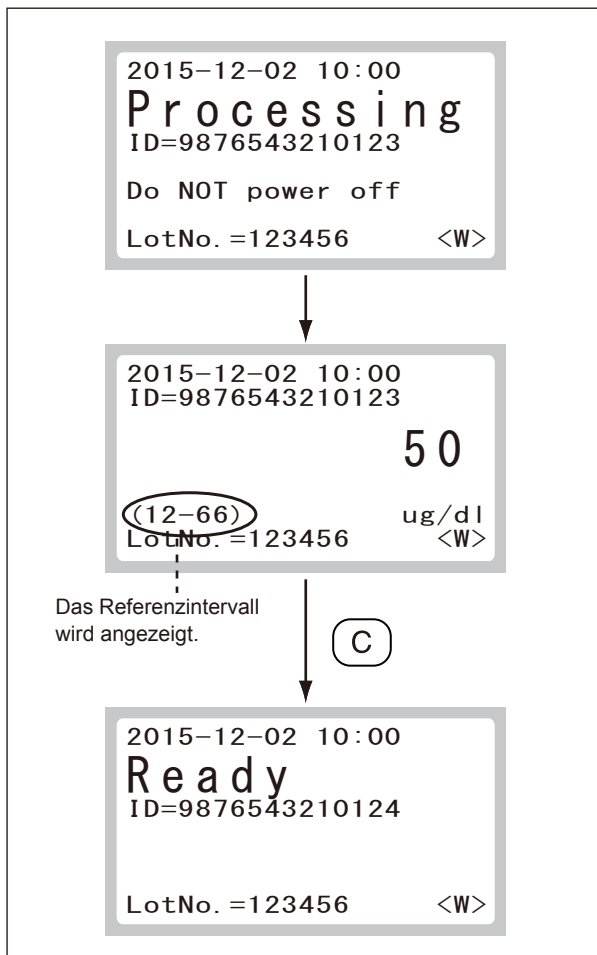 2015-12-02 10:00
Processing
ID=9876543210123
Do NOT power off
LotNo.=123456 <W>
2015-12-02 10:00
ID=9876543210123
50
(12-66) ug/dl
LotNo.=123456 <W>
Das Referenzintervall
wird angezeigt.
C
2015-12-02 10:00
Ready
ID=9876543210124
LotNo.=123456 <W>